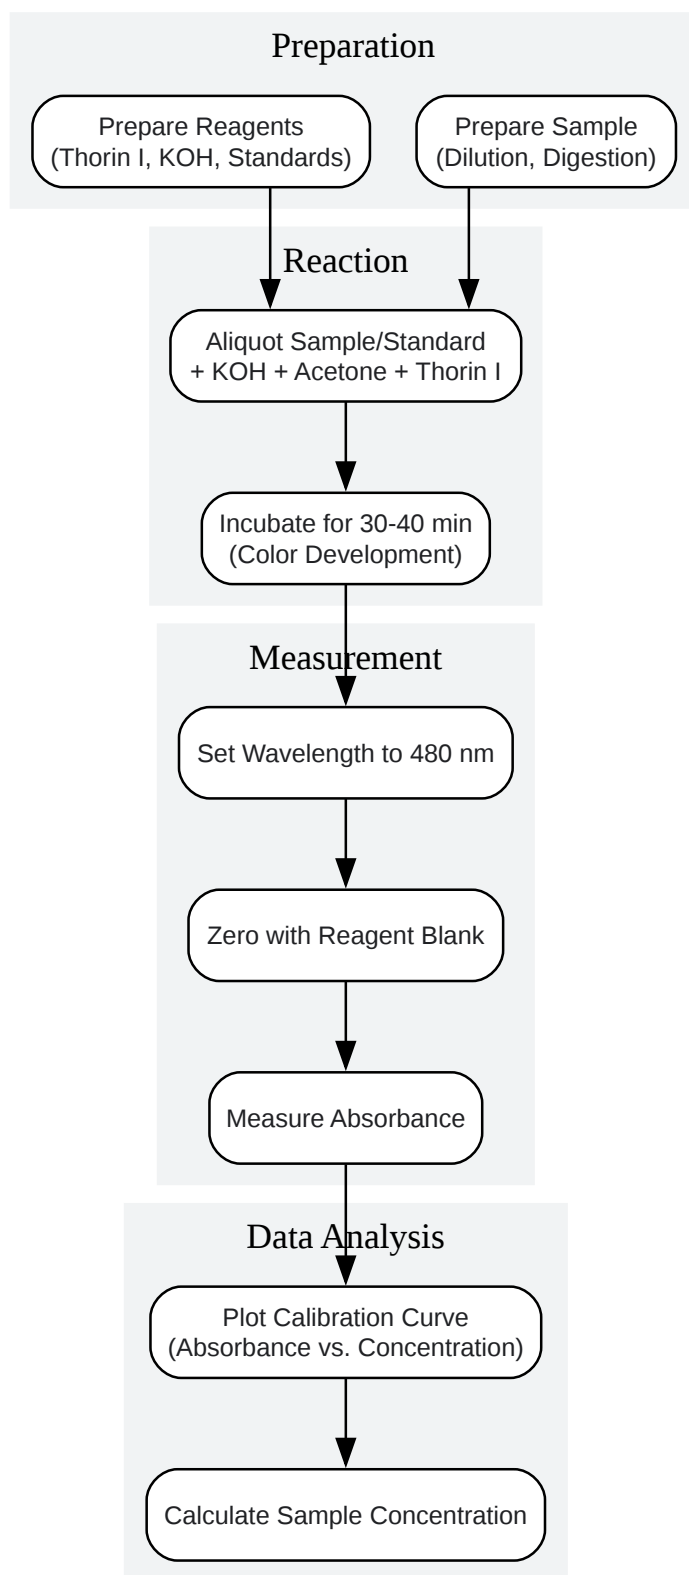 Preparation
Prepare Reagents
(Thorin I, KOH, Standards)
Prepare Sample
(Dilution, Digestion)
Reaction
Aliquot Sample/Standard
+ KOH + Acetone + Thorin I
Incubate for 30-40 min
(Color Development)
Measurement
Set Wavelength to 480 nm
Zero with Reagent Blank
Measure Absorbance
Data Analysis
Plot Calibration Curve
(Absorbance vs. Concentration)
Calculate Sample Concentration